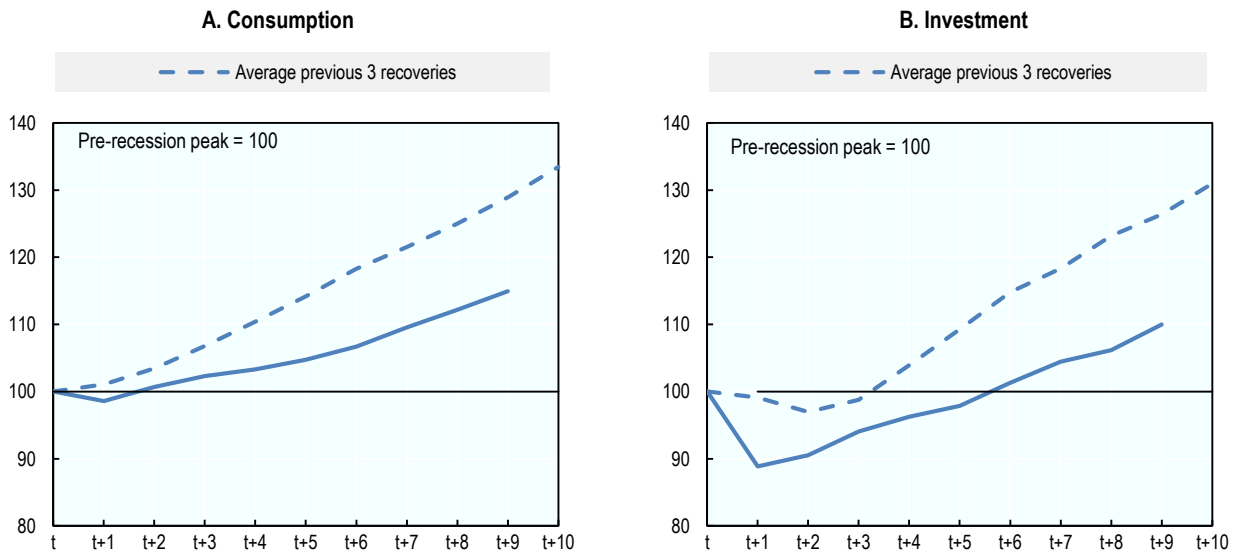 A. Consumption
Average previous 3 recoveries
Pre-recession peak = 100
140
130
120
110
100
90
80
t t+1 t+2 t+3 t+4 t+5 t+6 t+7 t+8 t+9 t+10
B. Investment
Average previous 3 recoveries
Pre-recession peak = 100
140
130
120
110
100
90
80
t t+1 t+2 t+3 t+4 t+5 t+6 t+7 t+8 t+9 t+10